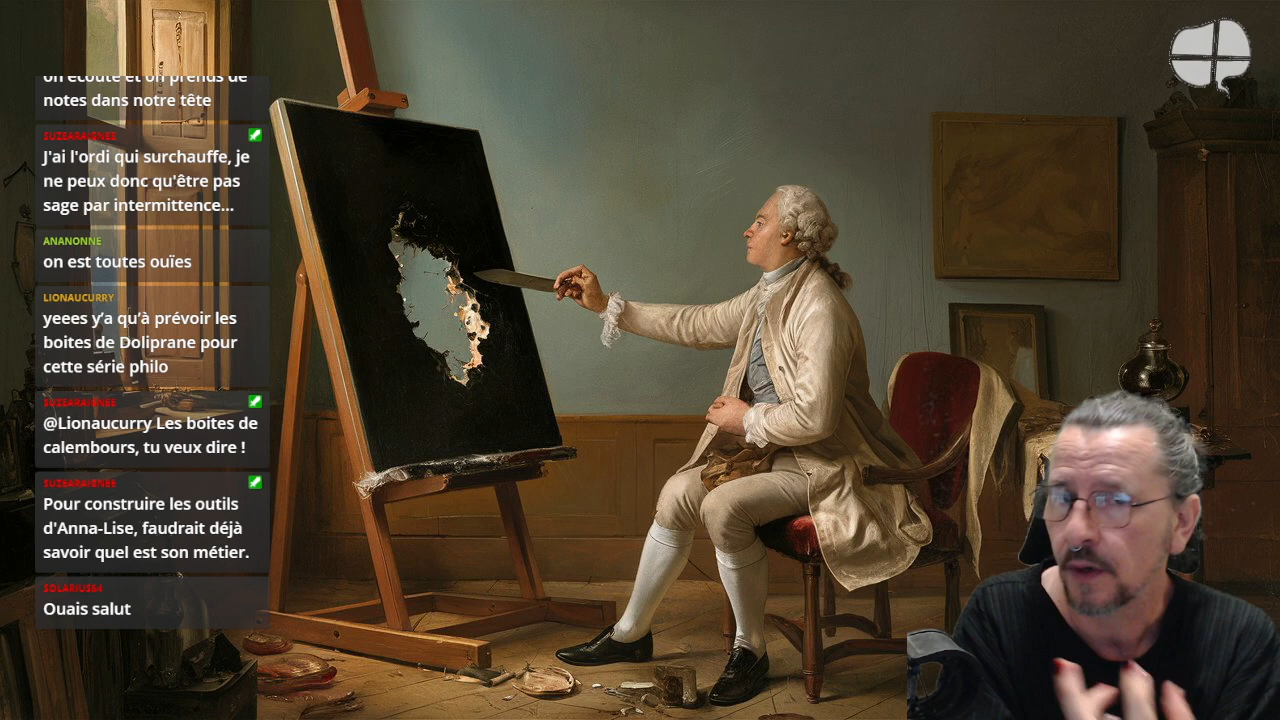 on écoute et on prends de
notes dans notre tête
SUZEARAIGNEE
J'ai l'ordi qui surchauffe, je
ne peux donc qu'être pas
sage par intermittence...
ANANONNE
on est toutes ouïes
LIONAUCURRY
yeees y’a qu’à prévoir les
boites de Doliprane pour
cette série philo
SUZEARAIGNEE
@Lionaucurry Les boites de
calembours, tu veux dire !
SUZEARAIGNEE
Pour construire les outils
d'Anna-Lise, faudrait déjà
savoir quel est son métier.
SOLARIUS64
Ouais salut